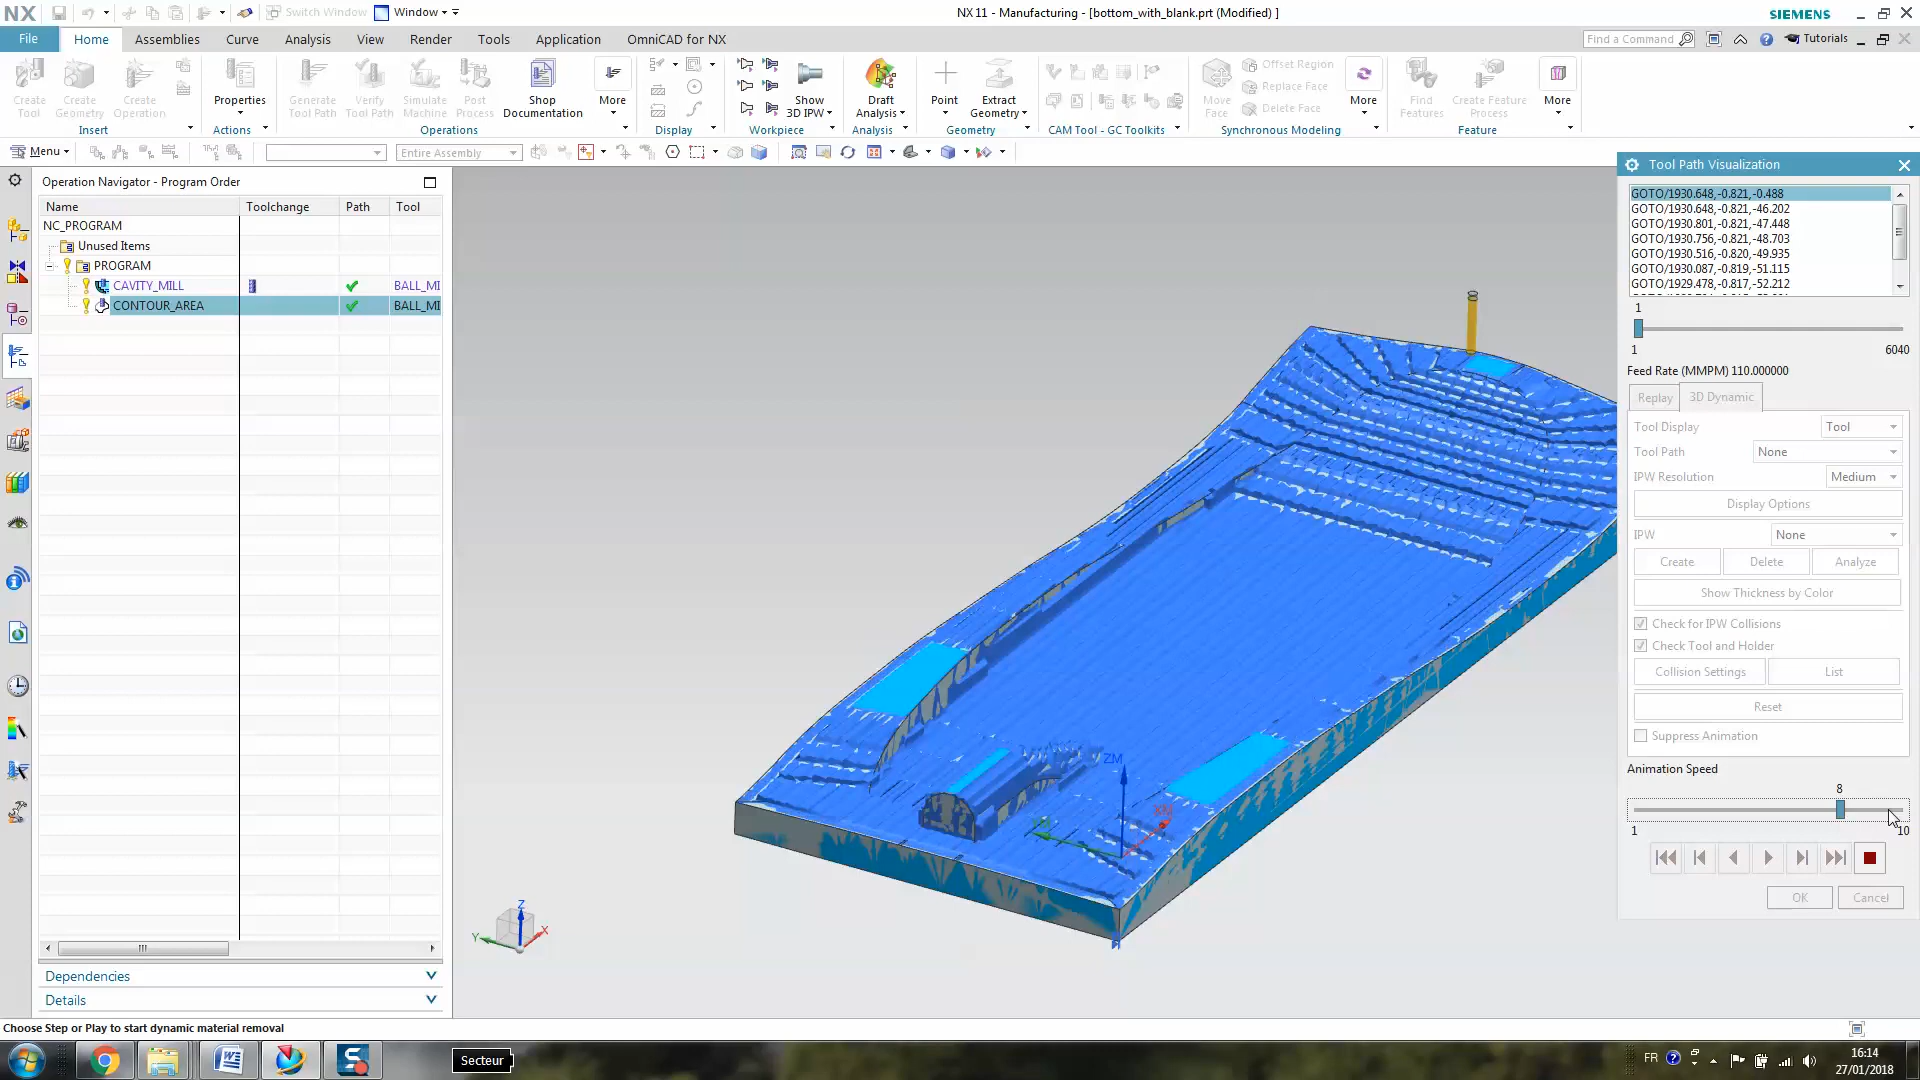 NX
Switch Window
Window
NX 11 - Manufacturing - [bottom_with_blank.prt (Modified) ]
SIEMENS
File
Home
Assemblies
Curve
Analysis
View
Render
Tools
Application
OmniCAD for NX
Find a Command
Tutorials
Create Tool
Create Geometry
Create Operation
Insert
Properties
Actions
Generate Tool Path
Verify Tool Path
Simulate Machine
Post Process
Shop Documentation
More
Operations
Display
Show 3D IPW
Workpiece
Draft Analysis
Analysis
Point
Extract Geometry
Geometry
CAM Tool - GC Toolkits
Move Face
Offset Region
Replace Face
Delete Face
More
Synchronous Modeling
Find Features
Create Feature Process
More
Feature
Menu
Entire Assembly
Operation Navigator - Program Order
Name
Toolchange
Path
Tool
NC_PROGRAM
Unused Items
PROGRAM
CAVITY_MILL
BALL_MI
CONTOUR_AREA
BALL_MI
Dependencies
Details
ZM
XM
Z
Y
X
Tool Path Visualization
GOTO/1930.648,-0.821,-0.488
GOTO/1930.648,-0.821,-46.202
GOTO/1930.801,-0.821,-47.448
GOTO/1930.756,-0.821,-48.703
GOTO/1930.516,-0.820,-49.935
GOTO/1930.087,-0.819,-51.115
GOTO/1929.478,-0.817,-52.212
1
1
6040
Feed Rate (MMPM) 110.000000
Replay
3D Dynamic
Tool Display
Tool
Tool Path
None
IPW Resolution
Medium
Display Options
IPW
None
Create
Delete
Analyze
Show Thickness by Color
Check for IPW Collisions
Check Tool and Holder
Collision Settings
List
Reset
Suppress Animation
Animation Speed
8
1
10
OK
Cancel
Choose Step or Play to start dynamic material removal
Secteur
FR
16:14
27/01/2018